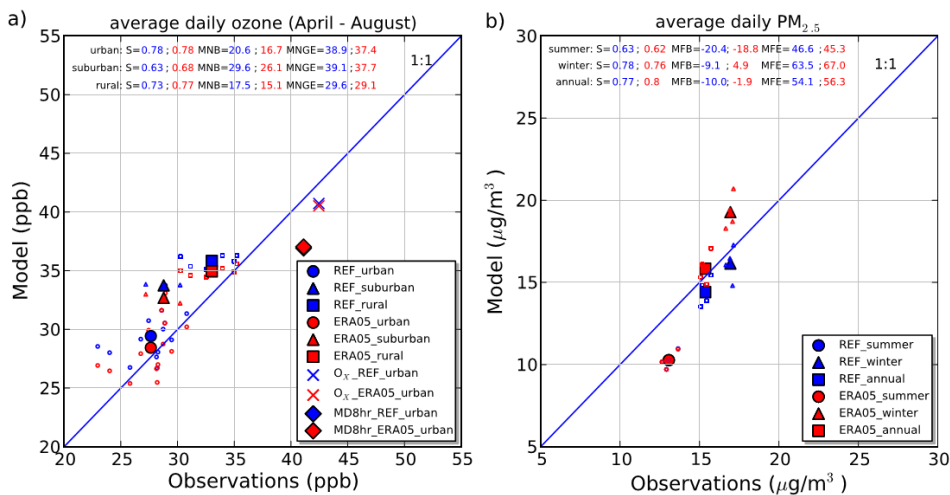 a)
average daily ozone (April - August)
urban: S=0.78 ; 0.78 MNB=20.6 ; 16.7 MNGE=38.9 ;37.4
suburban: S=0.63 ; 0.68 MNB=29.6 ; 26.1 MNGE=39.1 ;37.7
rural: S=0.73 ; 0.77 MNB=17.5 ; 15.1 MNGE=29.6 ;29.1
1:1
Model (ppb)
55
50
45
40
35
30
25
20
REF_urban
REF_suburban
REF_rural
ERA05_urban
ERA05_suburban
ERA05_rural
O_X_REF_urban
O_X_ERA05_urban
MD8hr_REF_urban
MD8hr_ERA05_urban
20 25 30 35 40 45 50 55
Observations (ppb)
b)
average daily PM2.5
summer: S=0.63 ; 0.62 MFB=-20.4; -18.8 MFE=46.6 ;45.3
winter: S=0.78 ; 0.76 MFB=-9.1 ; 4.9 MFE=63.5 ;67.0
annual: S=0.77 ; 0.8 MFB=-10.0; -1.9 MFE=54.1 ;56.3
1:1
Model (μg/m³)
30
25
20
15
10
5
REF_summer
REF_winter
REF_annual
ERA05_summer
ERA05_winter
ERA05_annual
5 10 15 20 25 30
Observations (μg/m³)